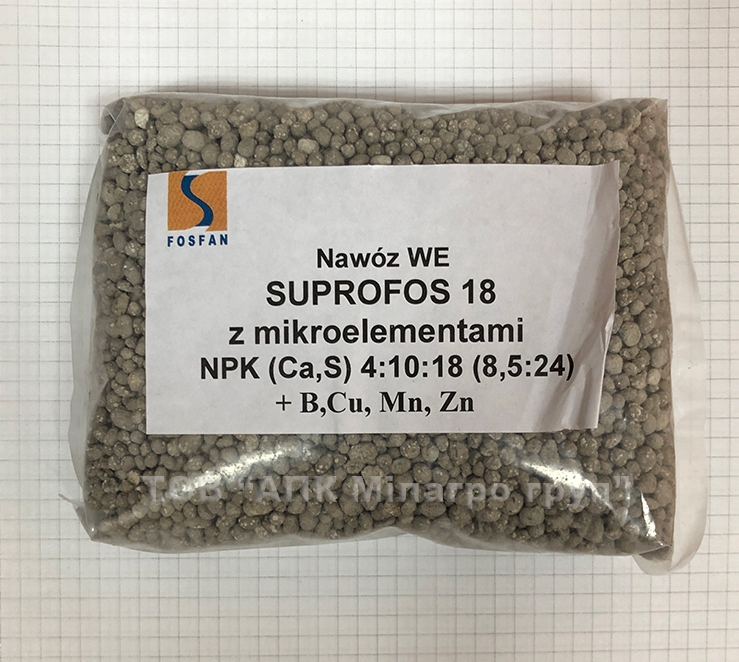 FOSFAN
Nawóz WE
SUPROFOS 18
z mikroelementami
NPK (Ca,S) 4:10:18 (8,5:24)
+ B,Cu, Mn, Zn
ТОВ "АПК Мілагро груп"